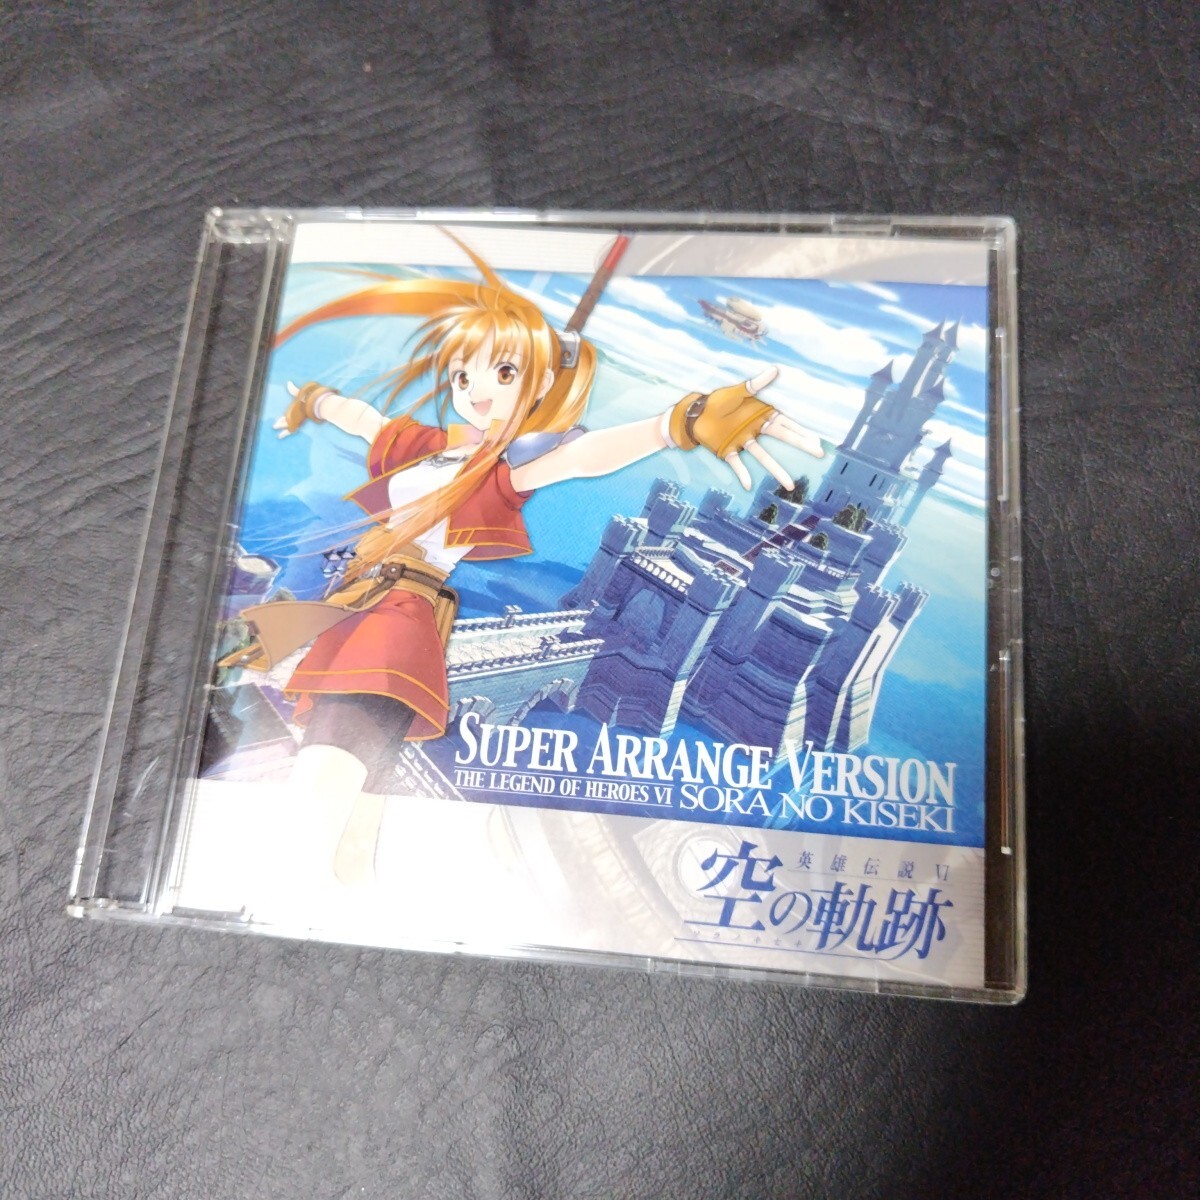 SUPER ARRANGE VERSION
THE LEGEND OF HEROES VI SORA NO KISEKI
英雄伝説VI
空の軌跡